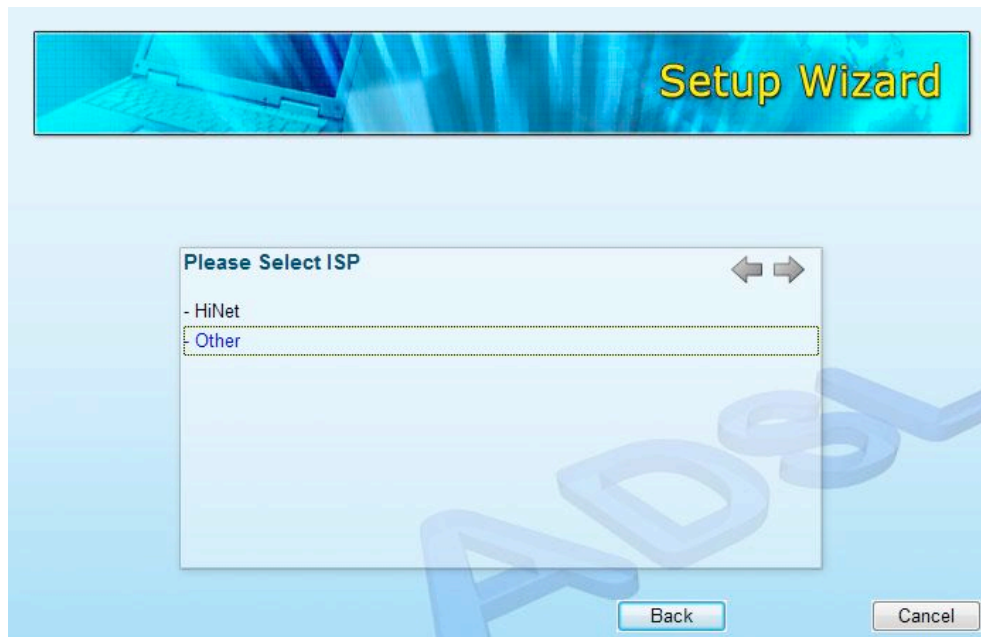 Setup Wizard
Please Select ISP
- HiNet
- Other
ADSL
Back
Cancel